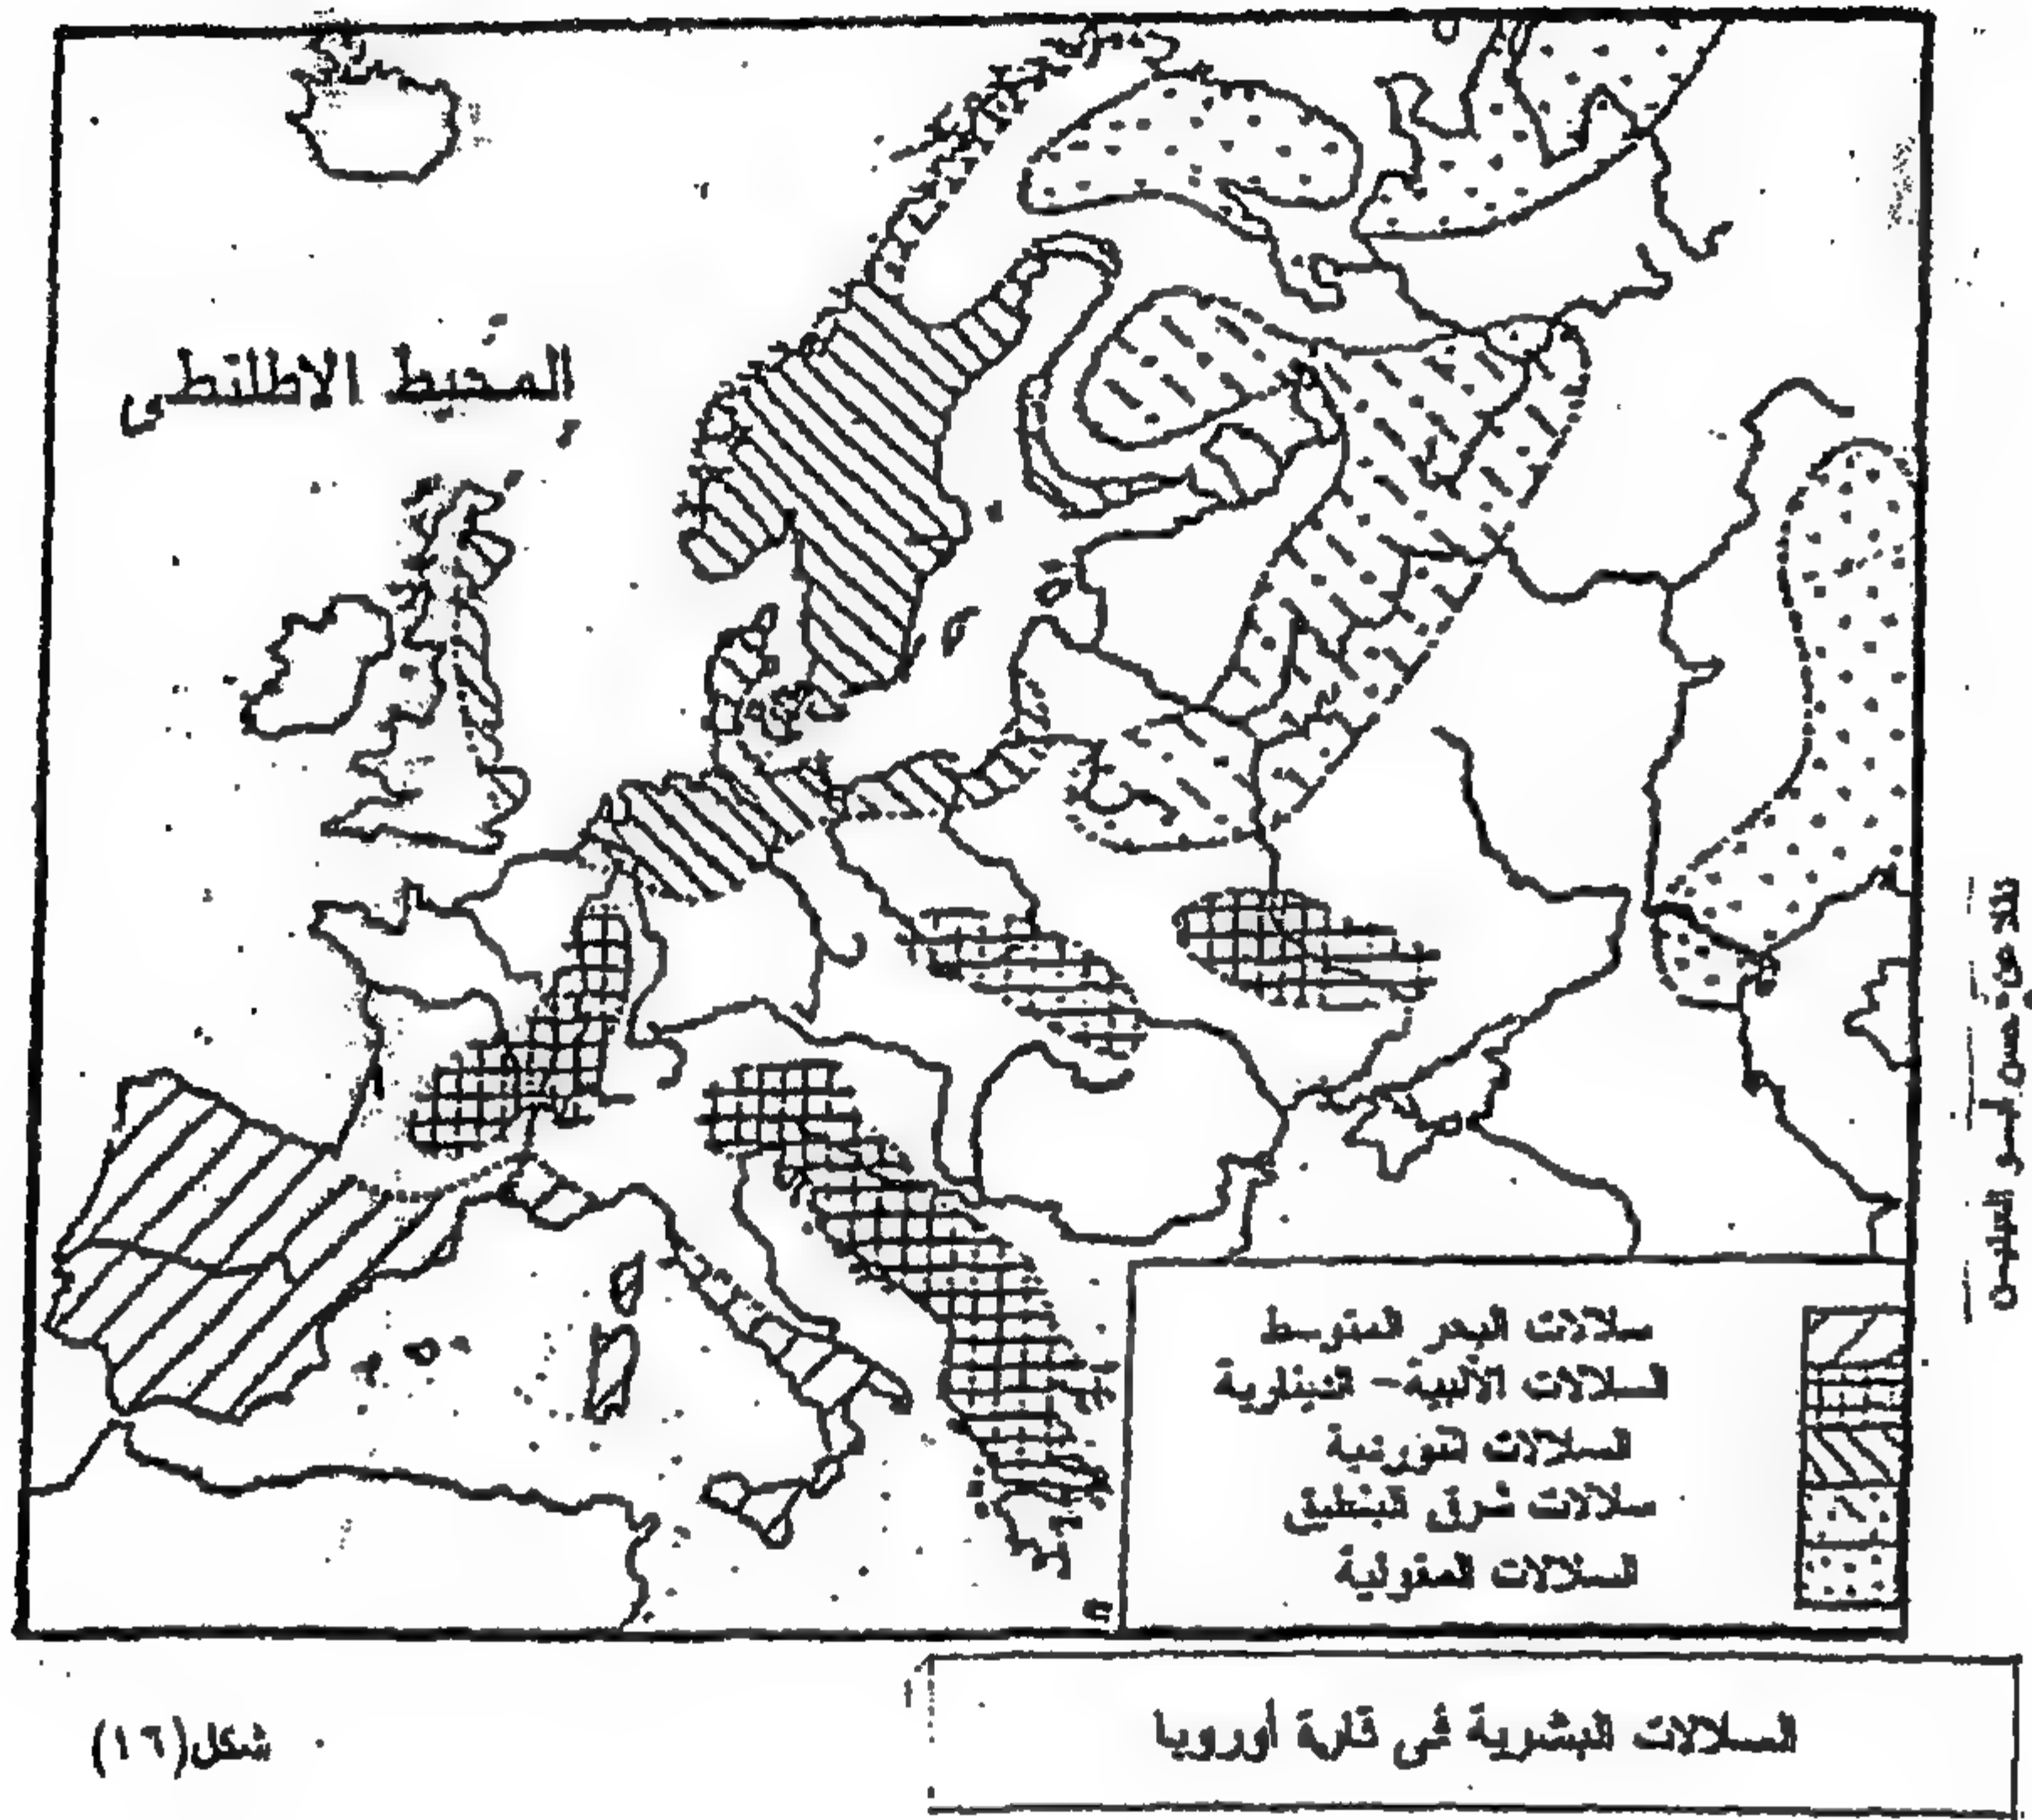 المحيط الاطلنطى
سلالات البحر المتوسط
السلالات الألبية - الدينارية
السلالات النوردية
سلالات شرق البلطيق
السلالات المغولية
السلالات البشرية فى قارة أوروبا
شكل (١٦)